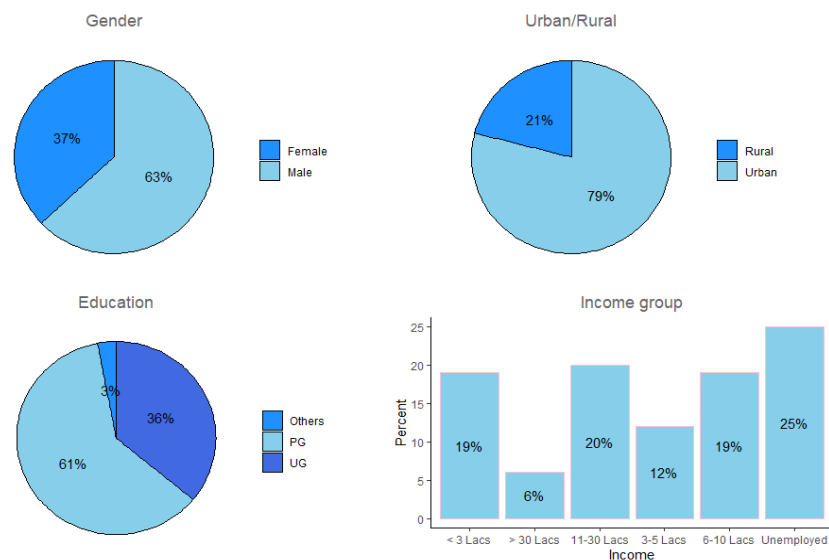 Gender
37%
63%
Female
Male
Urban/Rural
21%
79%
Rural
Urban
Education
3%
36%
61%
Others
PG
UG
Income group
Percent
25
20
15
10
5
0
19%
6%
20%
12%
19%
25%
< 3 Lacs > 30 Lacs 11-30 Lacs 3-5 Lacs 6-10 Lacs Unemployed
Income